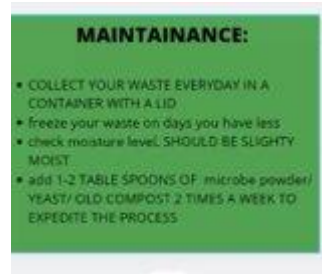 MAINTAINANCE:
• COLLECT YOUR WASTE EVERYDAY IN A
CONTAINER WITH A LID
• freeze your waste on days you have less
• check moisture level, SHOULD BE SLIGHTY
MOIST
• add 1-2 TABLE SPOONS OF microbe powder/
YEAST/ OLD COMPOST 2 TIMES A WEEK TO
EXPEDITE THE PROCESS